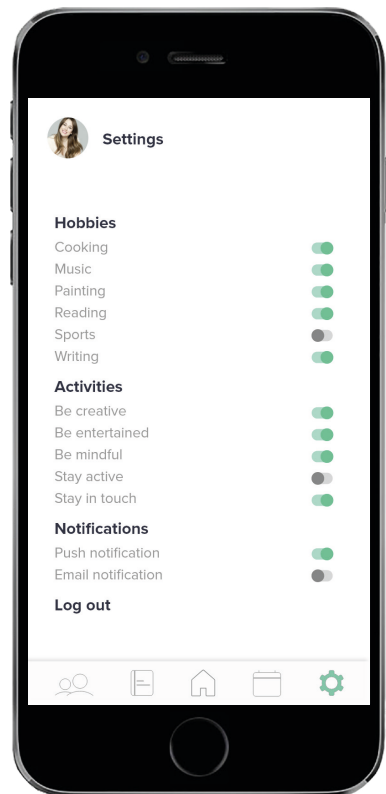 Settings
Hobbies
Cooking
Music
Painting
Reading
Sports
Writing
Activities
Be creative
Be entertained
Be mindful
Stay active
Stay in touch
Notifications
Push notification
Email notification
Log out